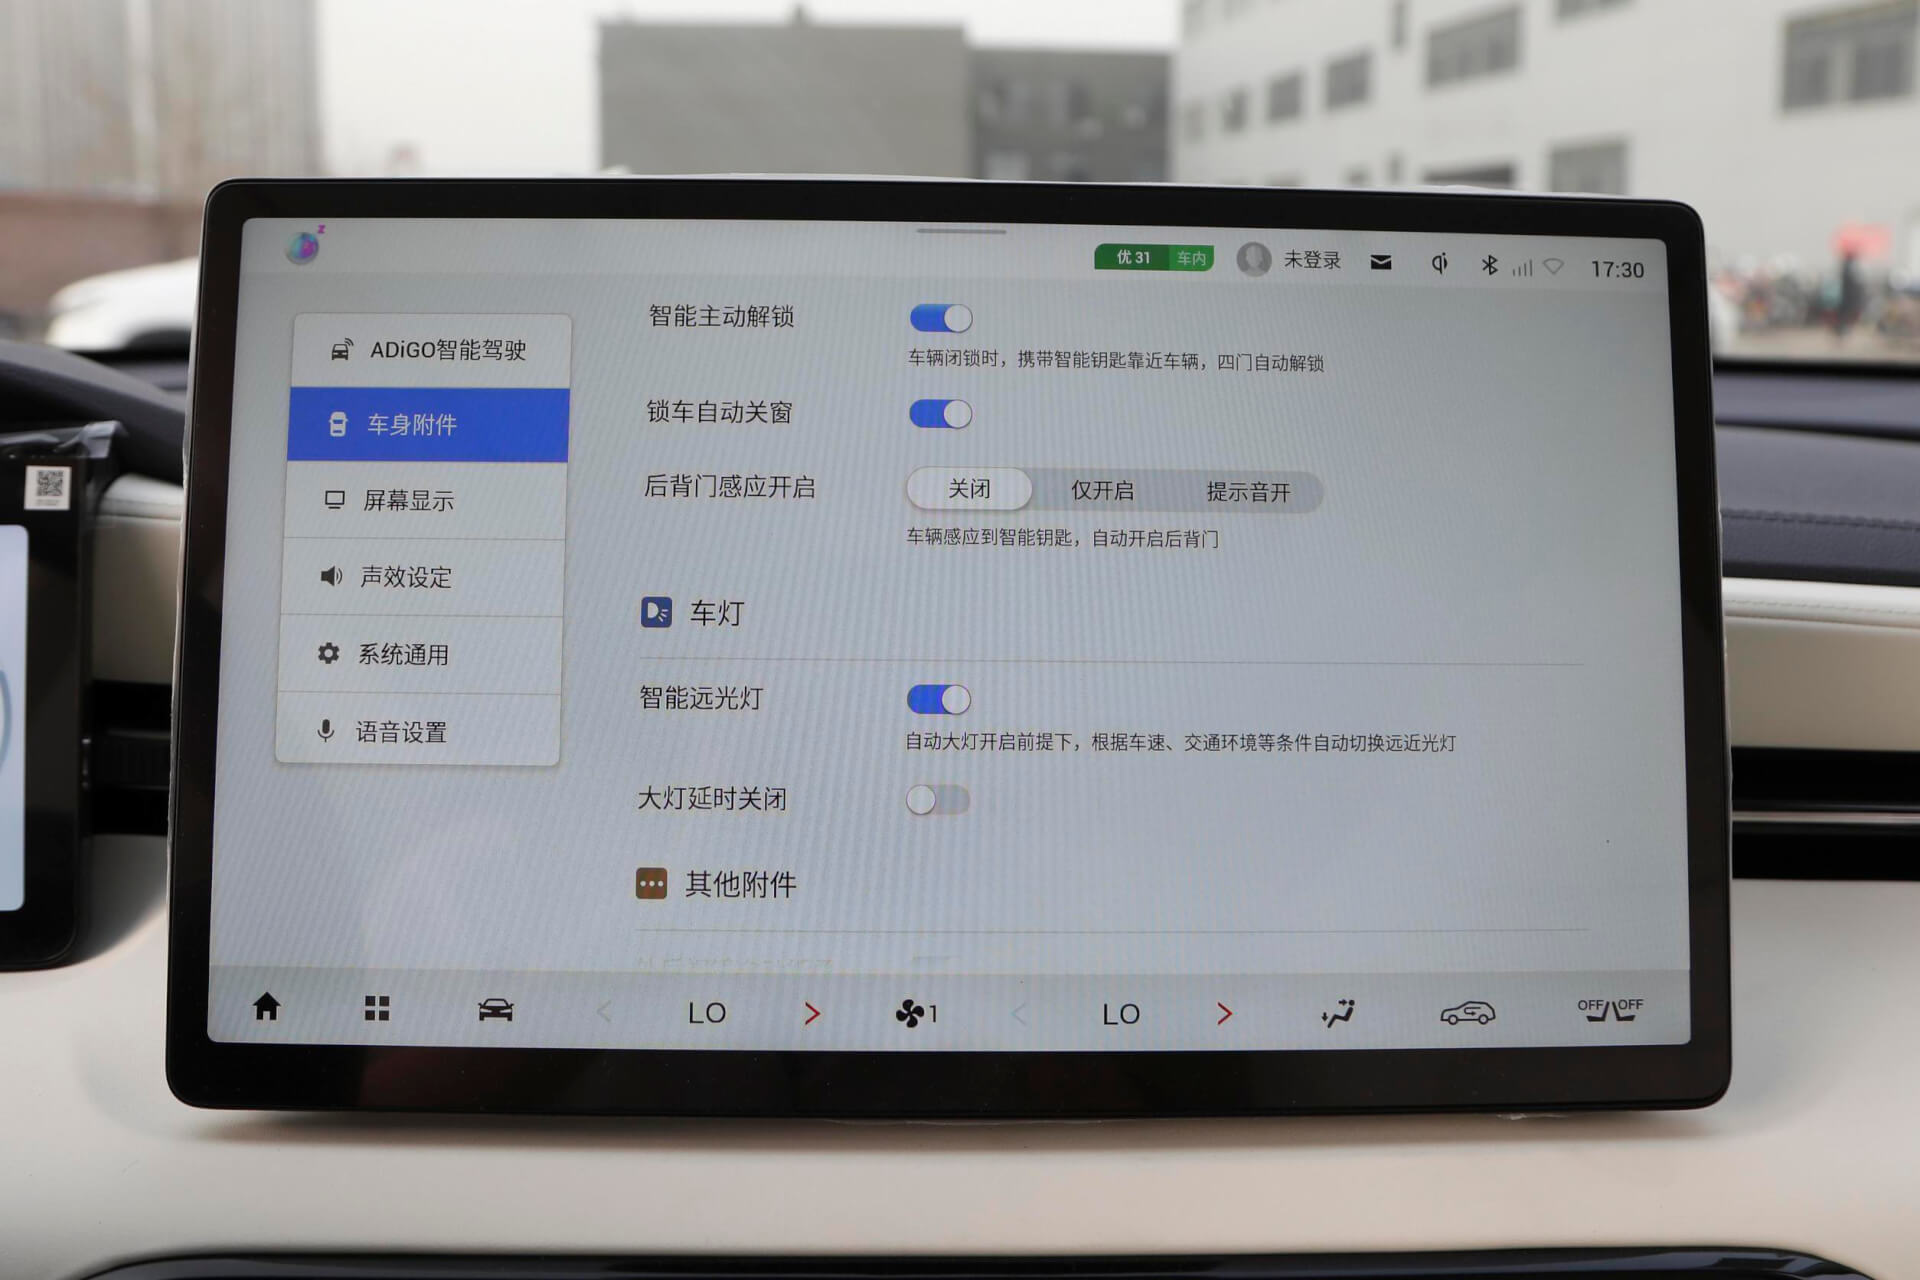 z
优 31 车内 未登录 17:30
ADiGO智能驾驶
车身附件
屏幕显示
声效设定
系统通用
语音设置
智能主动解锁
车辆闭锁时，携带智能钥匙靠近车辆，四门自动解锁
锁车自动关窗
后背门感应开启 关闭 仅开启 提示音开
车辆感应到智能钥匙，自动开启后背门
车灯
智能远光灯
自动大灯开启前提下，根据车速、交通环境等条件自动切换远近光灯
大灯延时关闭
其他附件
LO 1 LO OFF OFF